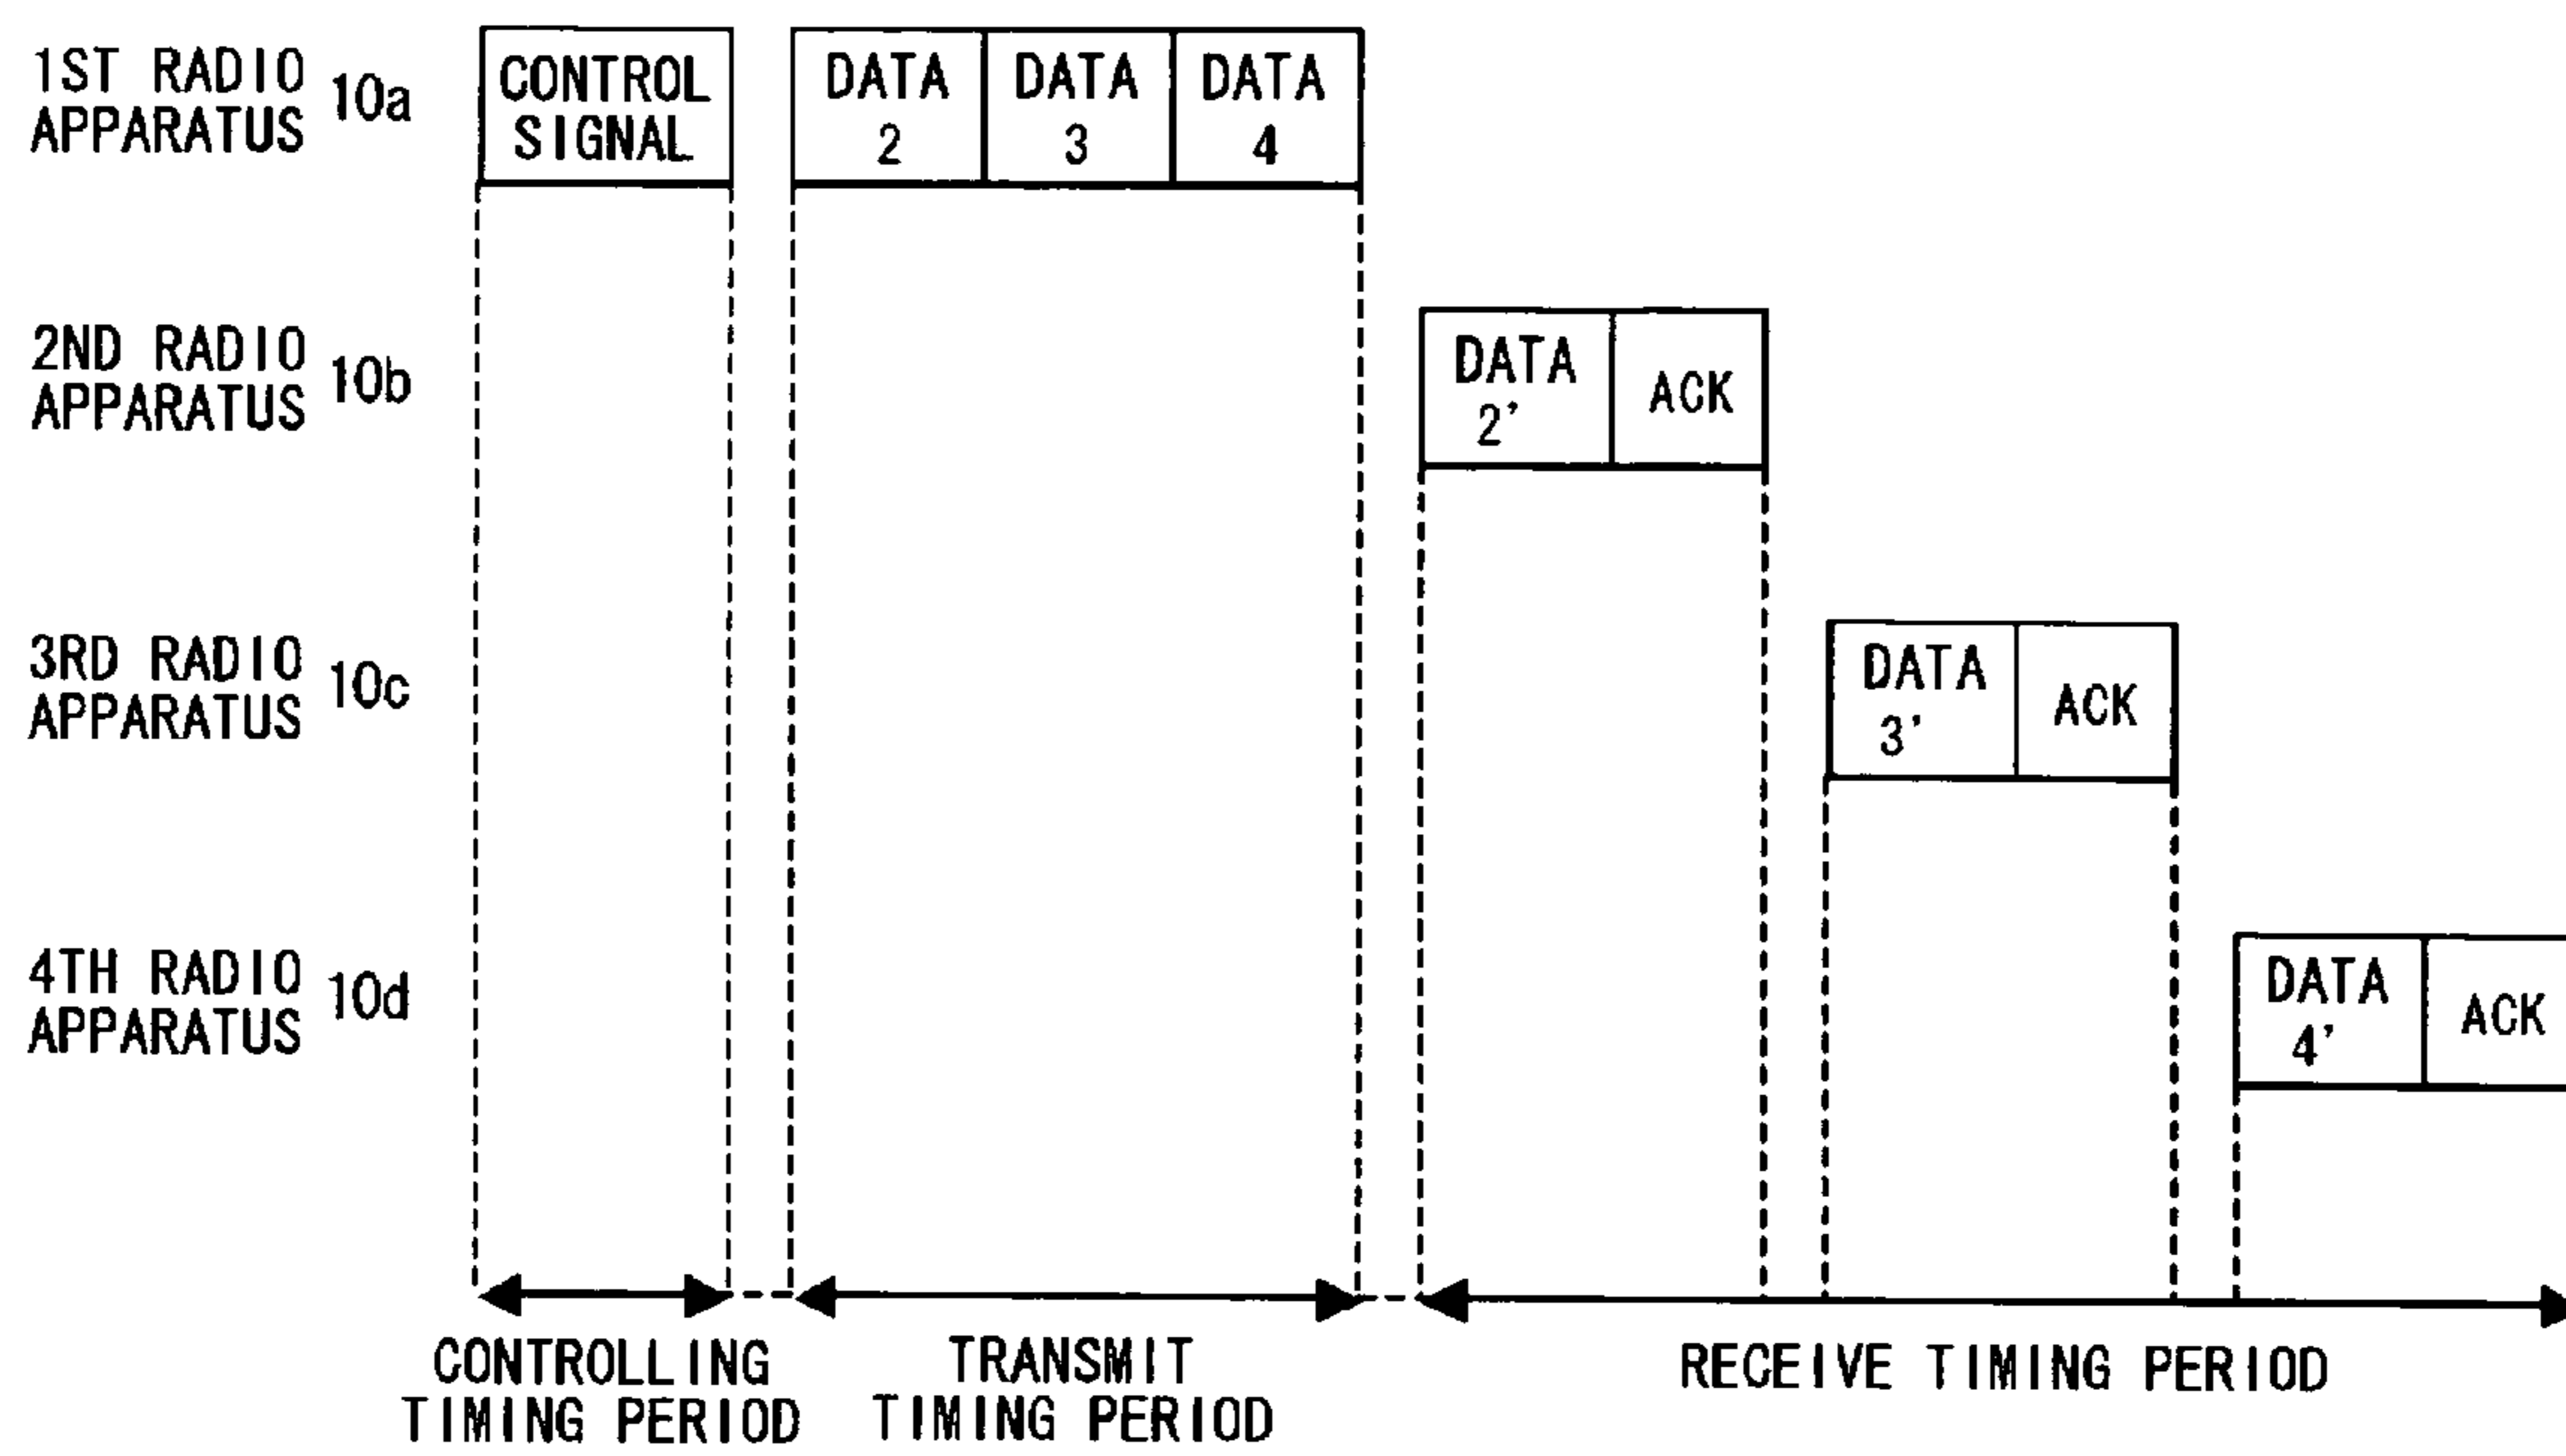 1ST RADIO
APPARATUS 10a
CONTROL
SIGNAL
DATA
2
DATA
3
DATA
4
2ND RADIO
APPARATUS 10b
DATA
2'
ACK
3RD RADIO
APPARATUS 10c
DATA
3'
ACK
4TH RADIO
APPARATUS 10d
DATA
4'
ACK
CONTROLLING
TIMING PERIOD
TRANSMIT
TIMING PERIOD
RECEIVE TIMING PERIOD